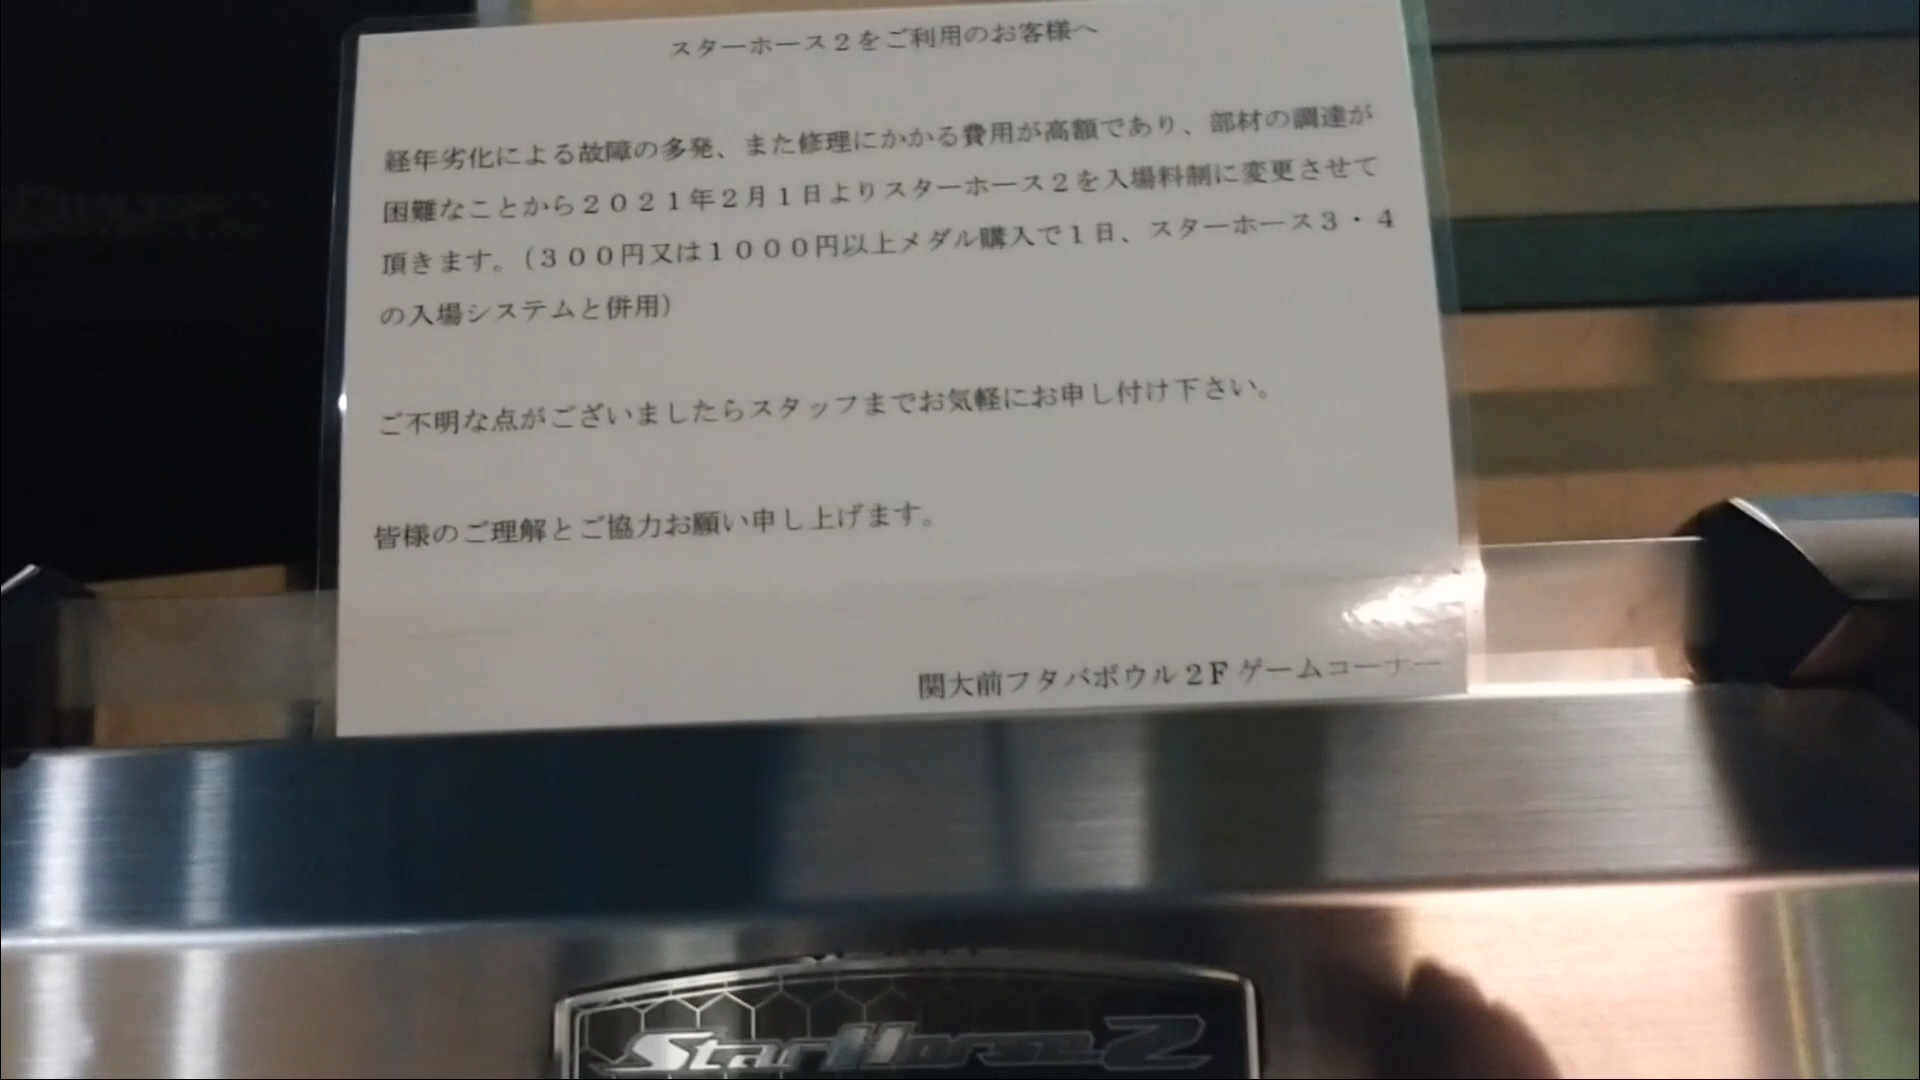 スターホース２をご利用のお客様へ
経年劣化による故障の多発、また修理にかかる費用が高額であり、部材の調達が
困難なことから２０２１年２月１日よりスターホース２を入場料制に変更させて
頂きます。（３００円又は１０００円以上メダル購入で１日、スターホース３・４
の入場システムと併用）
ご不明な点がございましたらスタッフまでお気軽にお申し付け下さい。
皆様のご理解とご協力お願い申し上げます。
関大前フタバボウル２Fゲームコーナー
StarHorse2